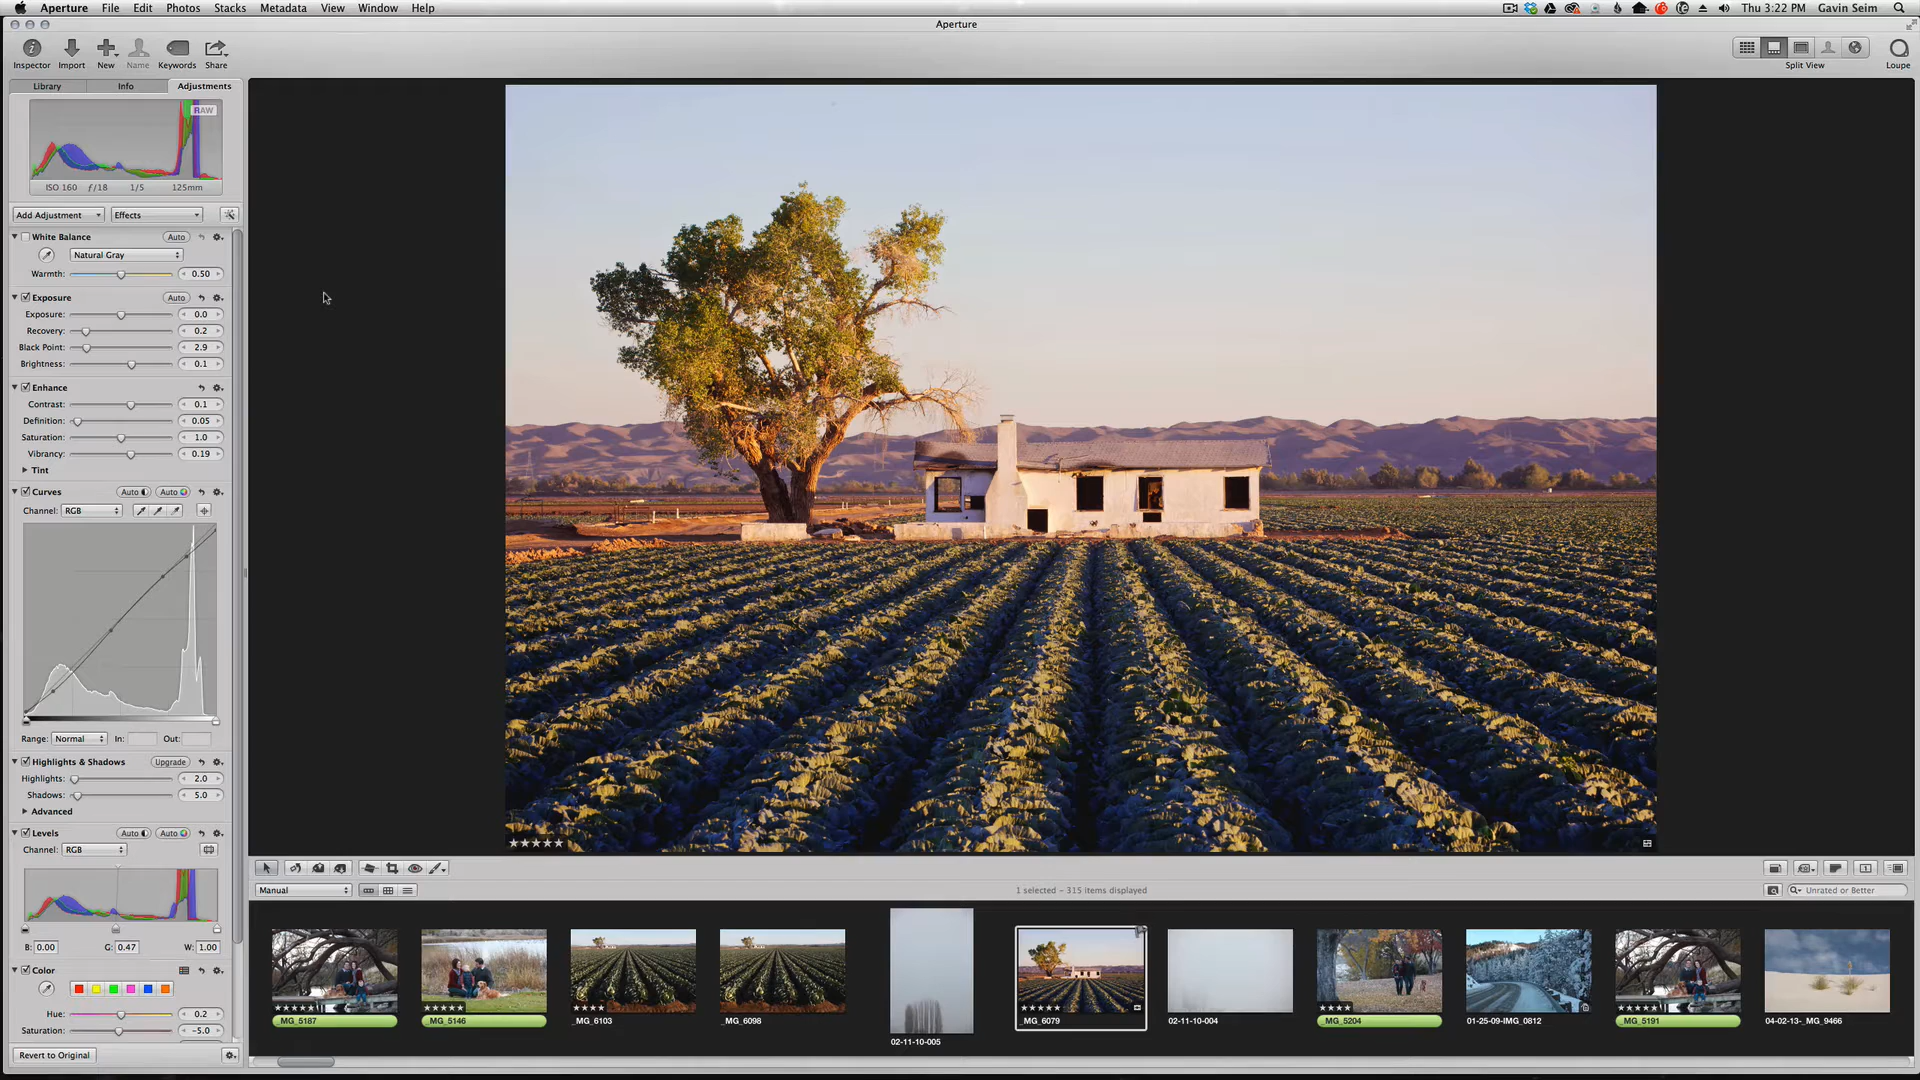 Aperture File Edit Photos Stacks Metadata View Window Help Thu 3:22 PM Gavin Seim
Aperture
Inspector Import New Name Keywords Share Split View Loupe
Library Info Adjustments
RAW
ISO 160 ƒ/18 1/5 125mm
Add Adjustment Effects
White Balance Auto
Natural Gray
Warmth: 0.50
Exposure Auto
Exposure: 0.0
Recovery: 0.2
Black Point: 2.9
Brightness: 0.1
Enhance
Contrast: 0.1
Definition: 0.05
Saturation: 1.0
Vibrancy: 0.19
Tint
Curves Auto Auto
Channel: RGB
Range: Normal In: Out:
Highlights & Shadows Upgrade
Highlights: 2.0
Shadows: 5.0
Advanced
Levels Auto Auto
Channel: RGB
B: 0.00 G: 0.47 W: 1.00
Color
Hue: 0.2
Saturation: -5.0
Revert to Original
Manual 1 selected – 315 items displayed Unrated or Better
_MG_5187 _MG_5146 _MG_6103 _MG_6098 02-11-10-005 _MG_6079 02-11-10-004 _MG_5204 01-25-09-IMG_0812 _MG_5191 04-02-13-_MG_9466